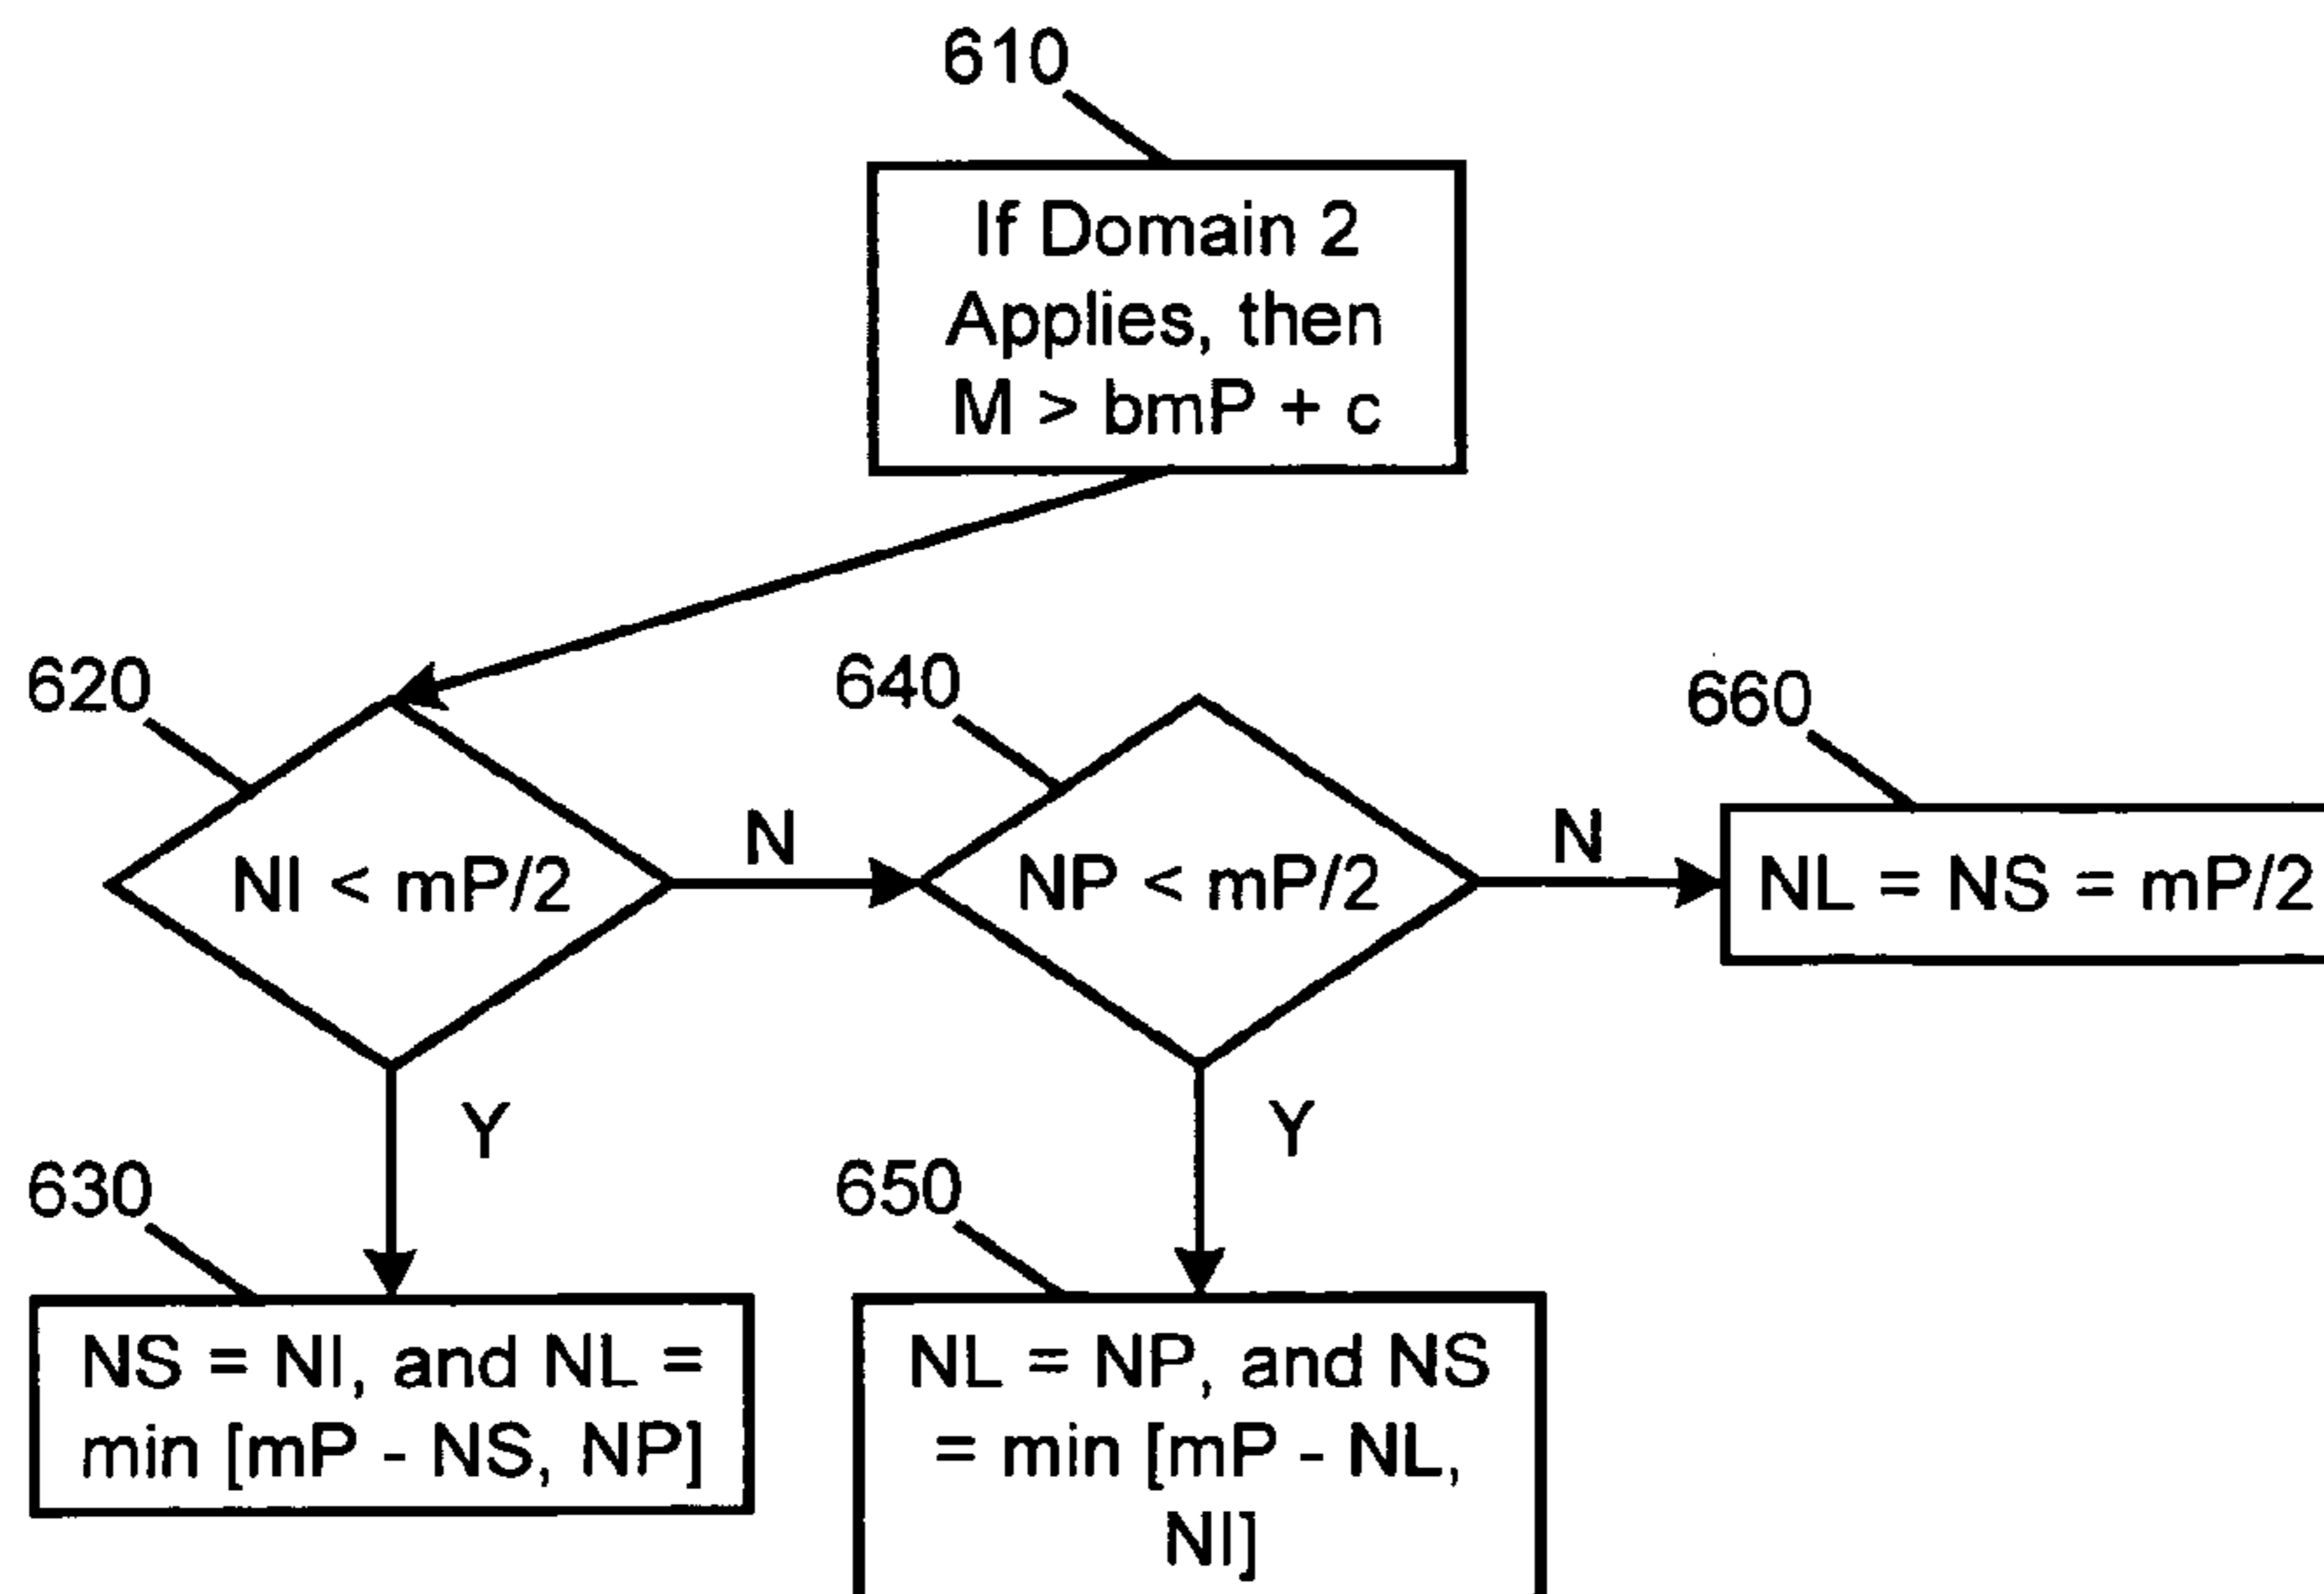 610
If Domain 2
Applies, then
M > bmP + c
620
640
660
NI < mP/2
N
NP < mP/2
N
NL = NS = mP/2
Y
Y
630
650
NS = NI, and NL =
min [mP - NS, NP]
NL = NP, and NS
= min [mP - NL,
NI]